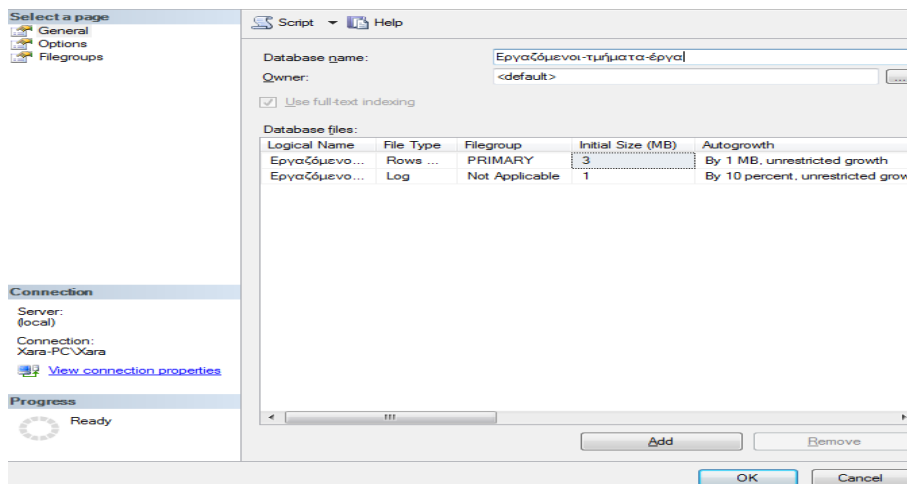 Select a page
General
Options
Filegroups
Script Help
Database name: Εργαζόμενοι-τμήματα-έργα
Owner: <default> ...
Use full-text indexing
Database files:
Logical Name File Type Filegroup Initial Size (MB) Autogrowth
Εργαζόμενο... Rows ... PRIMARY 3 By 1 MB, unrestricted growth
Εργαζόμενο... Log Not Applicable 1 By 10 percent, unrestricted grow
Connection
Server:
(local)
Connection:
Xara-PC\Xara
View connection properties
Progress
Ready
Add Remove
OK Cancel